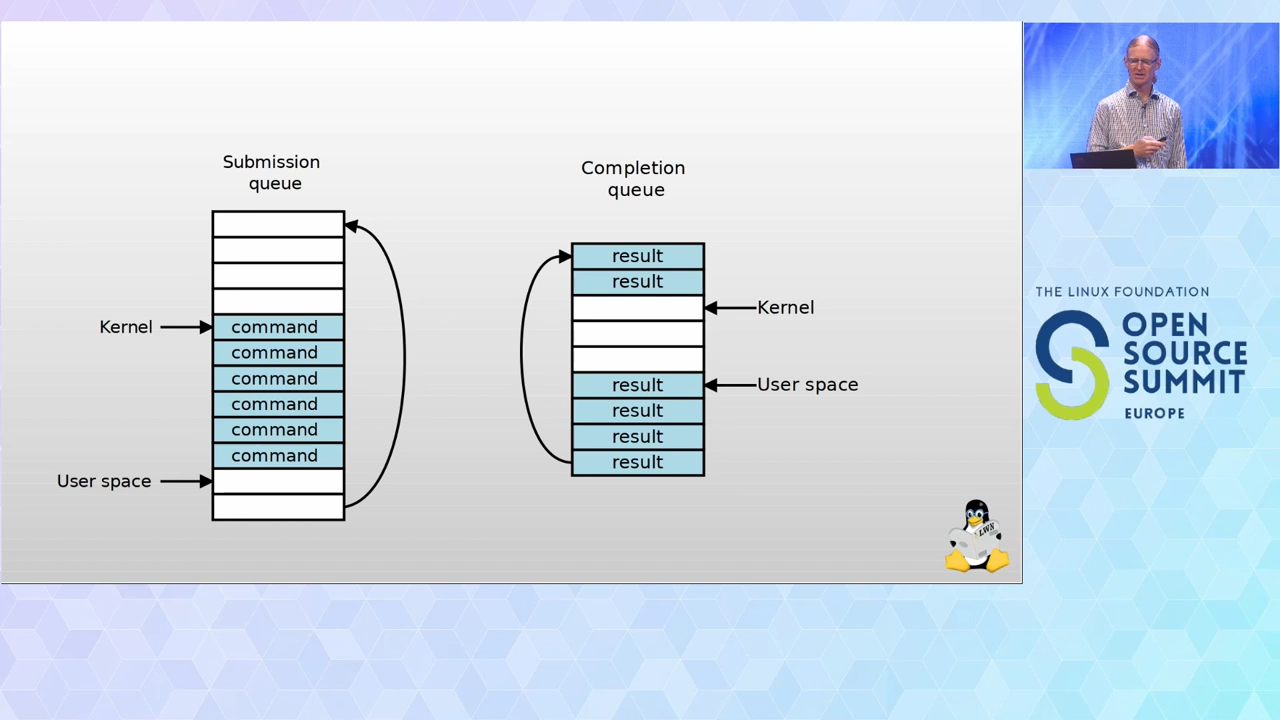 Submission
queue
Kernel
command
command
command
command
command
command
User space
Completion
queue
result
result
Kernel
result
User space
result
result
result
LWN
THE LINUX FOUNDATION
OPEN
SOURCE
SUMMIT
EUROPE